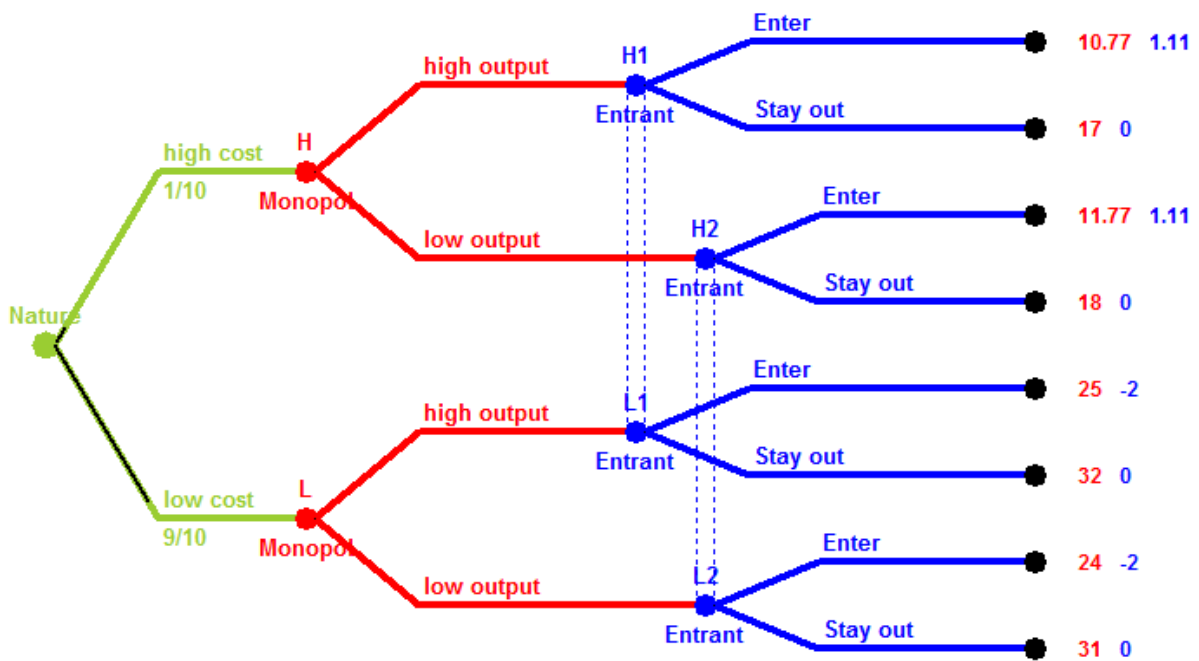 Enter
10.77 1.11
H1
high output
Entrant
Stay out
17 0
H
high cost
1/10
Monopol
Enter
11.77 1.11
H2
low output
Entrant
Stay out
18 0
Nature
Enter
25 -2
L1
high output
Entrant
Stay out
32 0
L
low cost
9/10
Monopol
Enter
24 -2
L2
low output
Entrant
Stay out
31 0